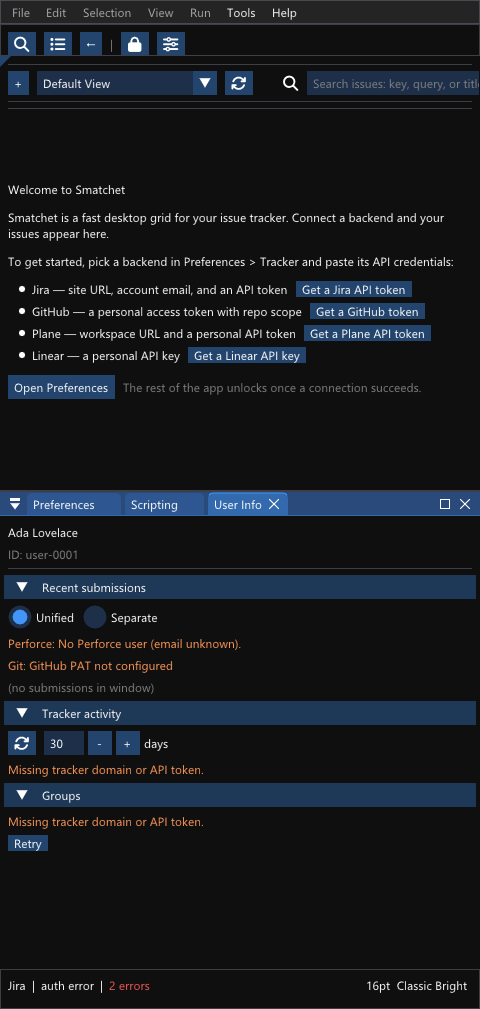 File Edit Selection View Run Tools Help
← |
+ Default View Search issues: key, query, or titl
Welcome to Smatchet
Smatchet is a fast desktop grid for your issue tracker. Connect a backend and your
issues appear here.
To get started, pick a backend in Preferences > Tracker and paste its API credentials:
• Jira — site URL, account email, and an API token Get a Jira API token
• GitHub — a personal access token with repo scope Get a GitHub token
• Plane — workspace URL and a personal API token Get a Plane API token
• Linear — a personal API key Get a Linear API key
Open Preferences The rest of the app unlocks once a connection succeeds.
Preferences Scripting User Info
Ada Lovelace
ID: user-0001
Recent submissions
Unified Separate
Perforce: No Perforce user (email unknown).
Git: GitHub PAT not configured
(no submissions in window)
Tracker activity
30 - + days
Missing tracker domain or API token.
Groups
Missing tracker domain or API token.
Retry
Jira | auth error | 2 errors 16pt Classic Bright